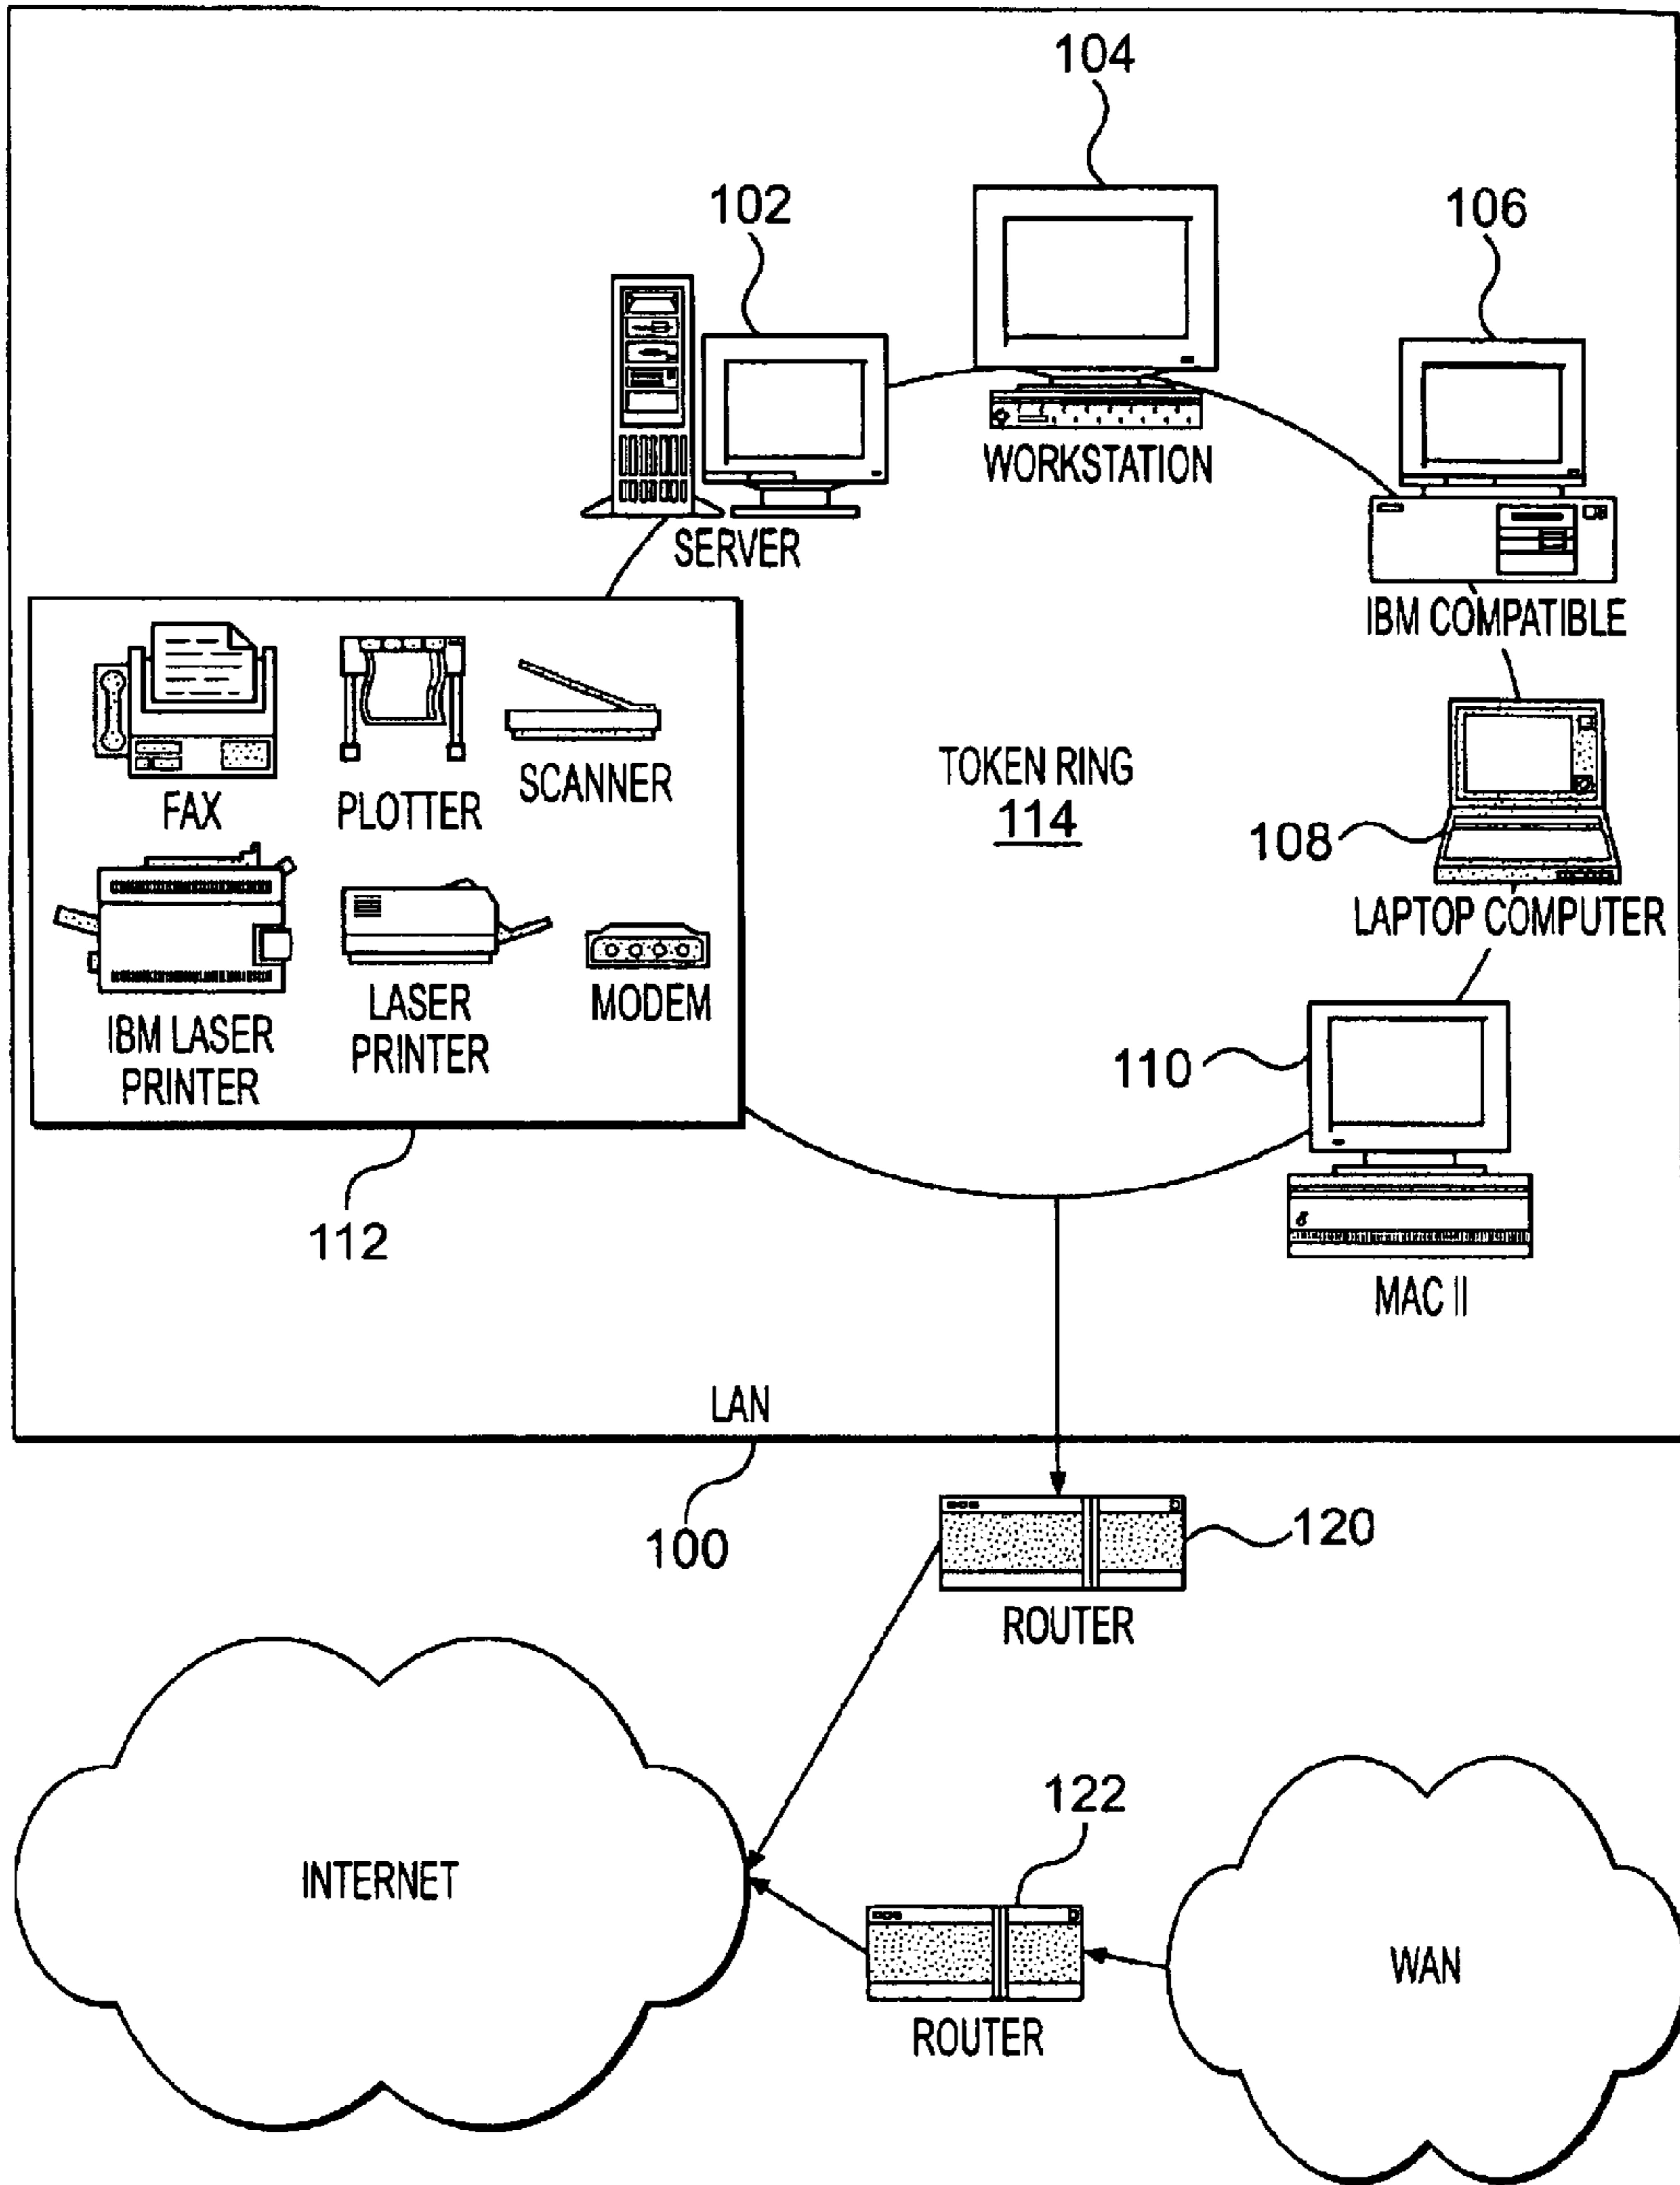 104
102
106
WORKSTATION
SERVER
IBM COMPATIBLE
FAX
PLOTTER
SCANNER
TOKEN RING
114
108
LAPTOP COMPUTER
IBM LASER
PRINTER
LASER
PRINTER
MODEM
110
112
MAC II
LAN
100
120
ROUTER
122
INTERNET
WAN
ROUTER